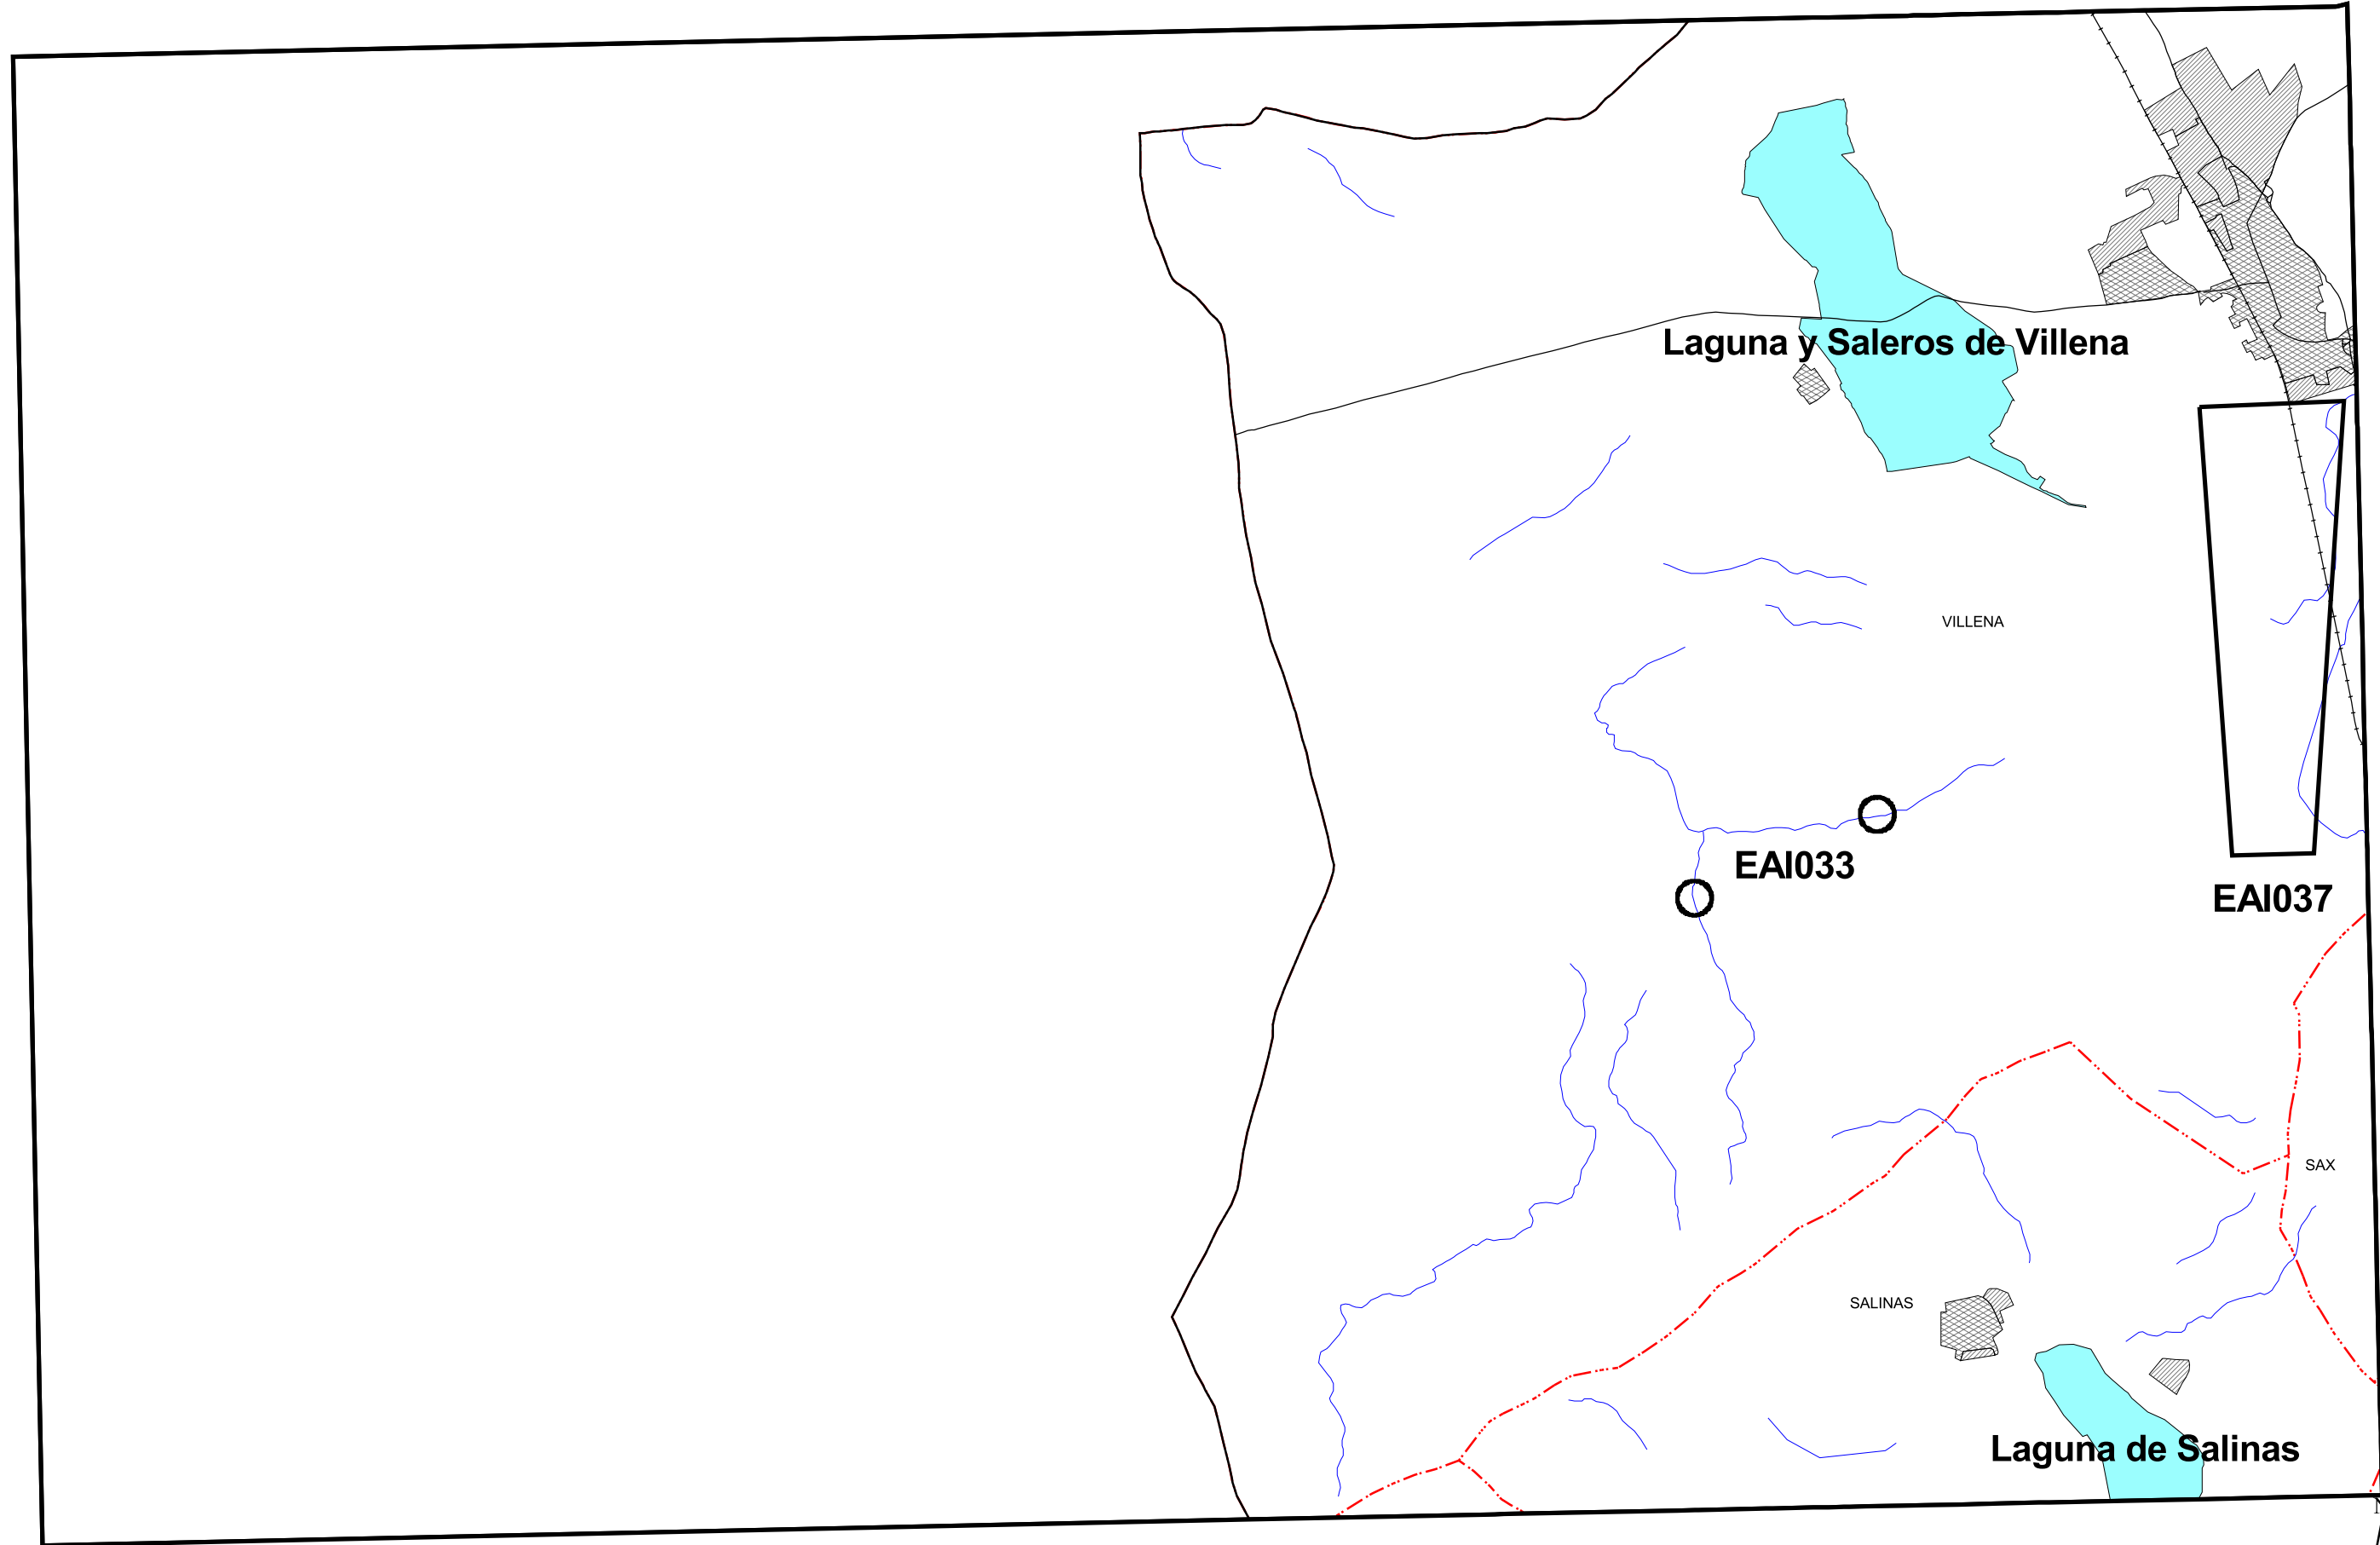 Laguna y Saleros de Villena
VILLENA
EAI033
EAI037
SAX
SALINAS
Laguna de Salinas